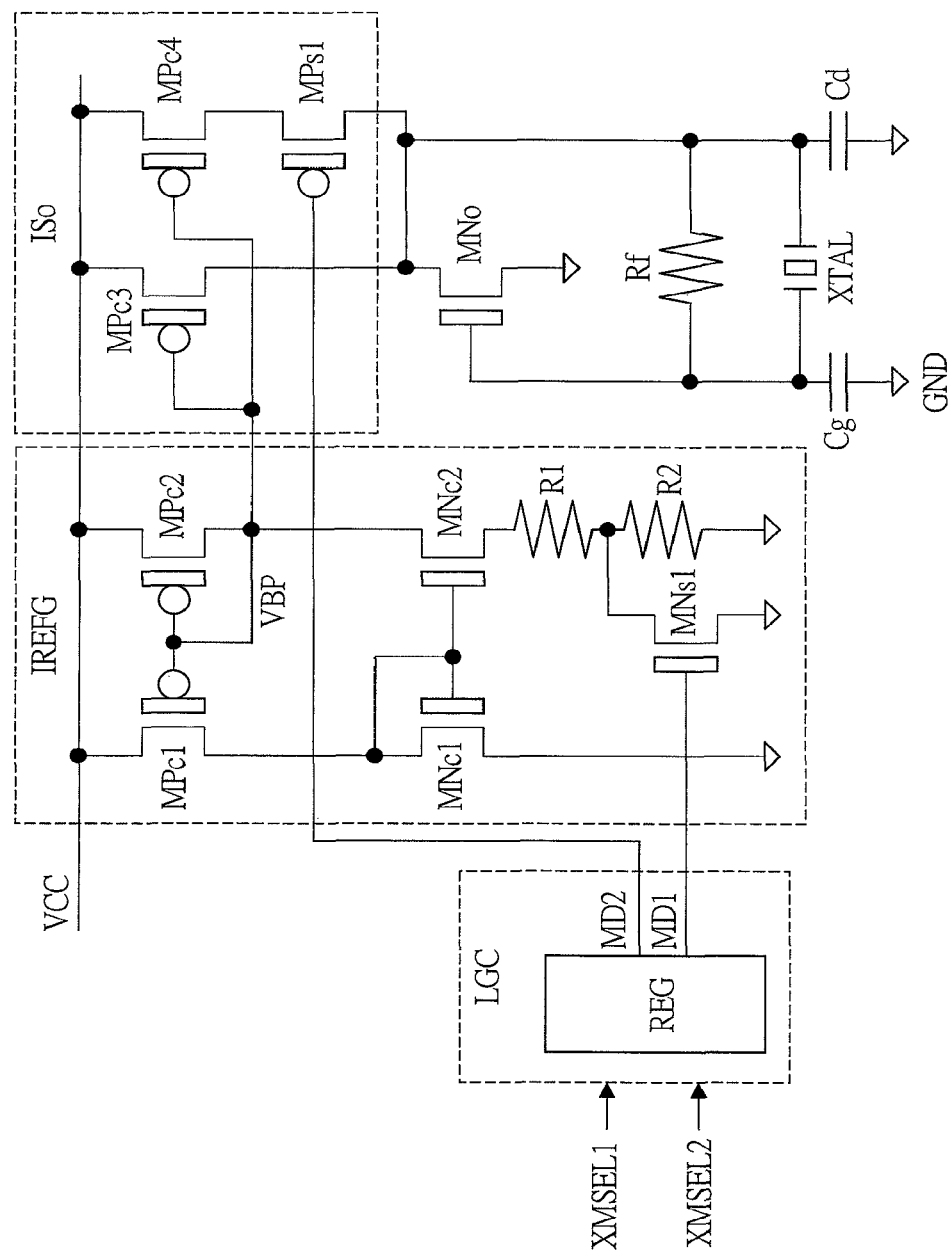 ISo
MPc4
MPs1
MPc3
MNo
Rf
XTAL
Cd
Cg
GND
IREFG
MPc2
VBP
MPc1
MNc2
MNc1
R1
R2
MNs1
VCC
LGC
MD2
MD1
REG
XMSEL1
XMSEL2